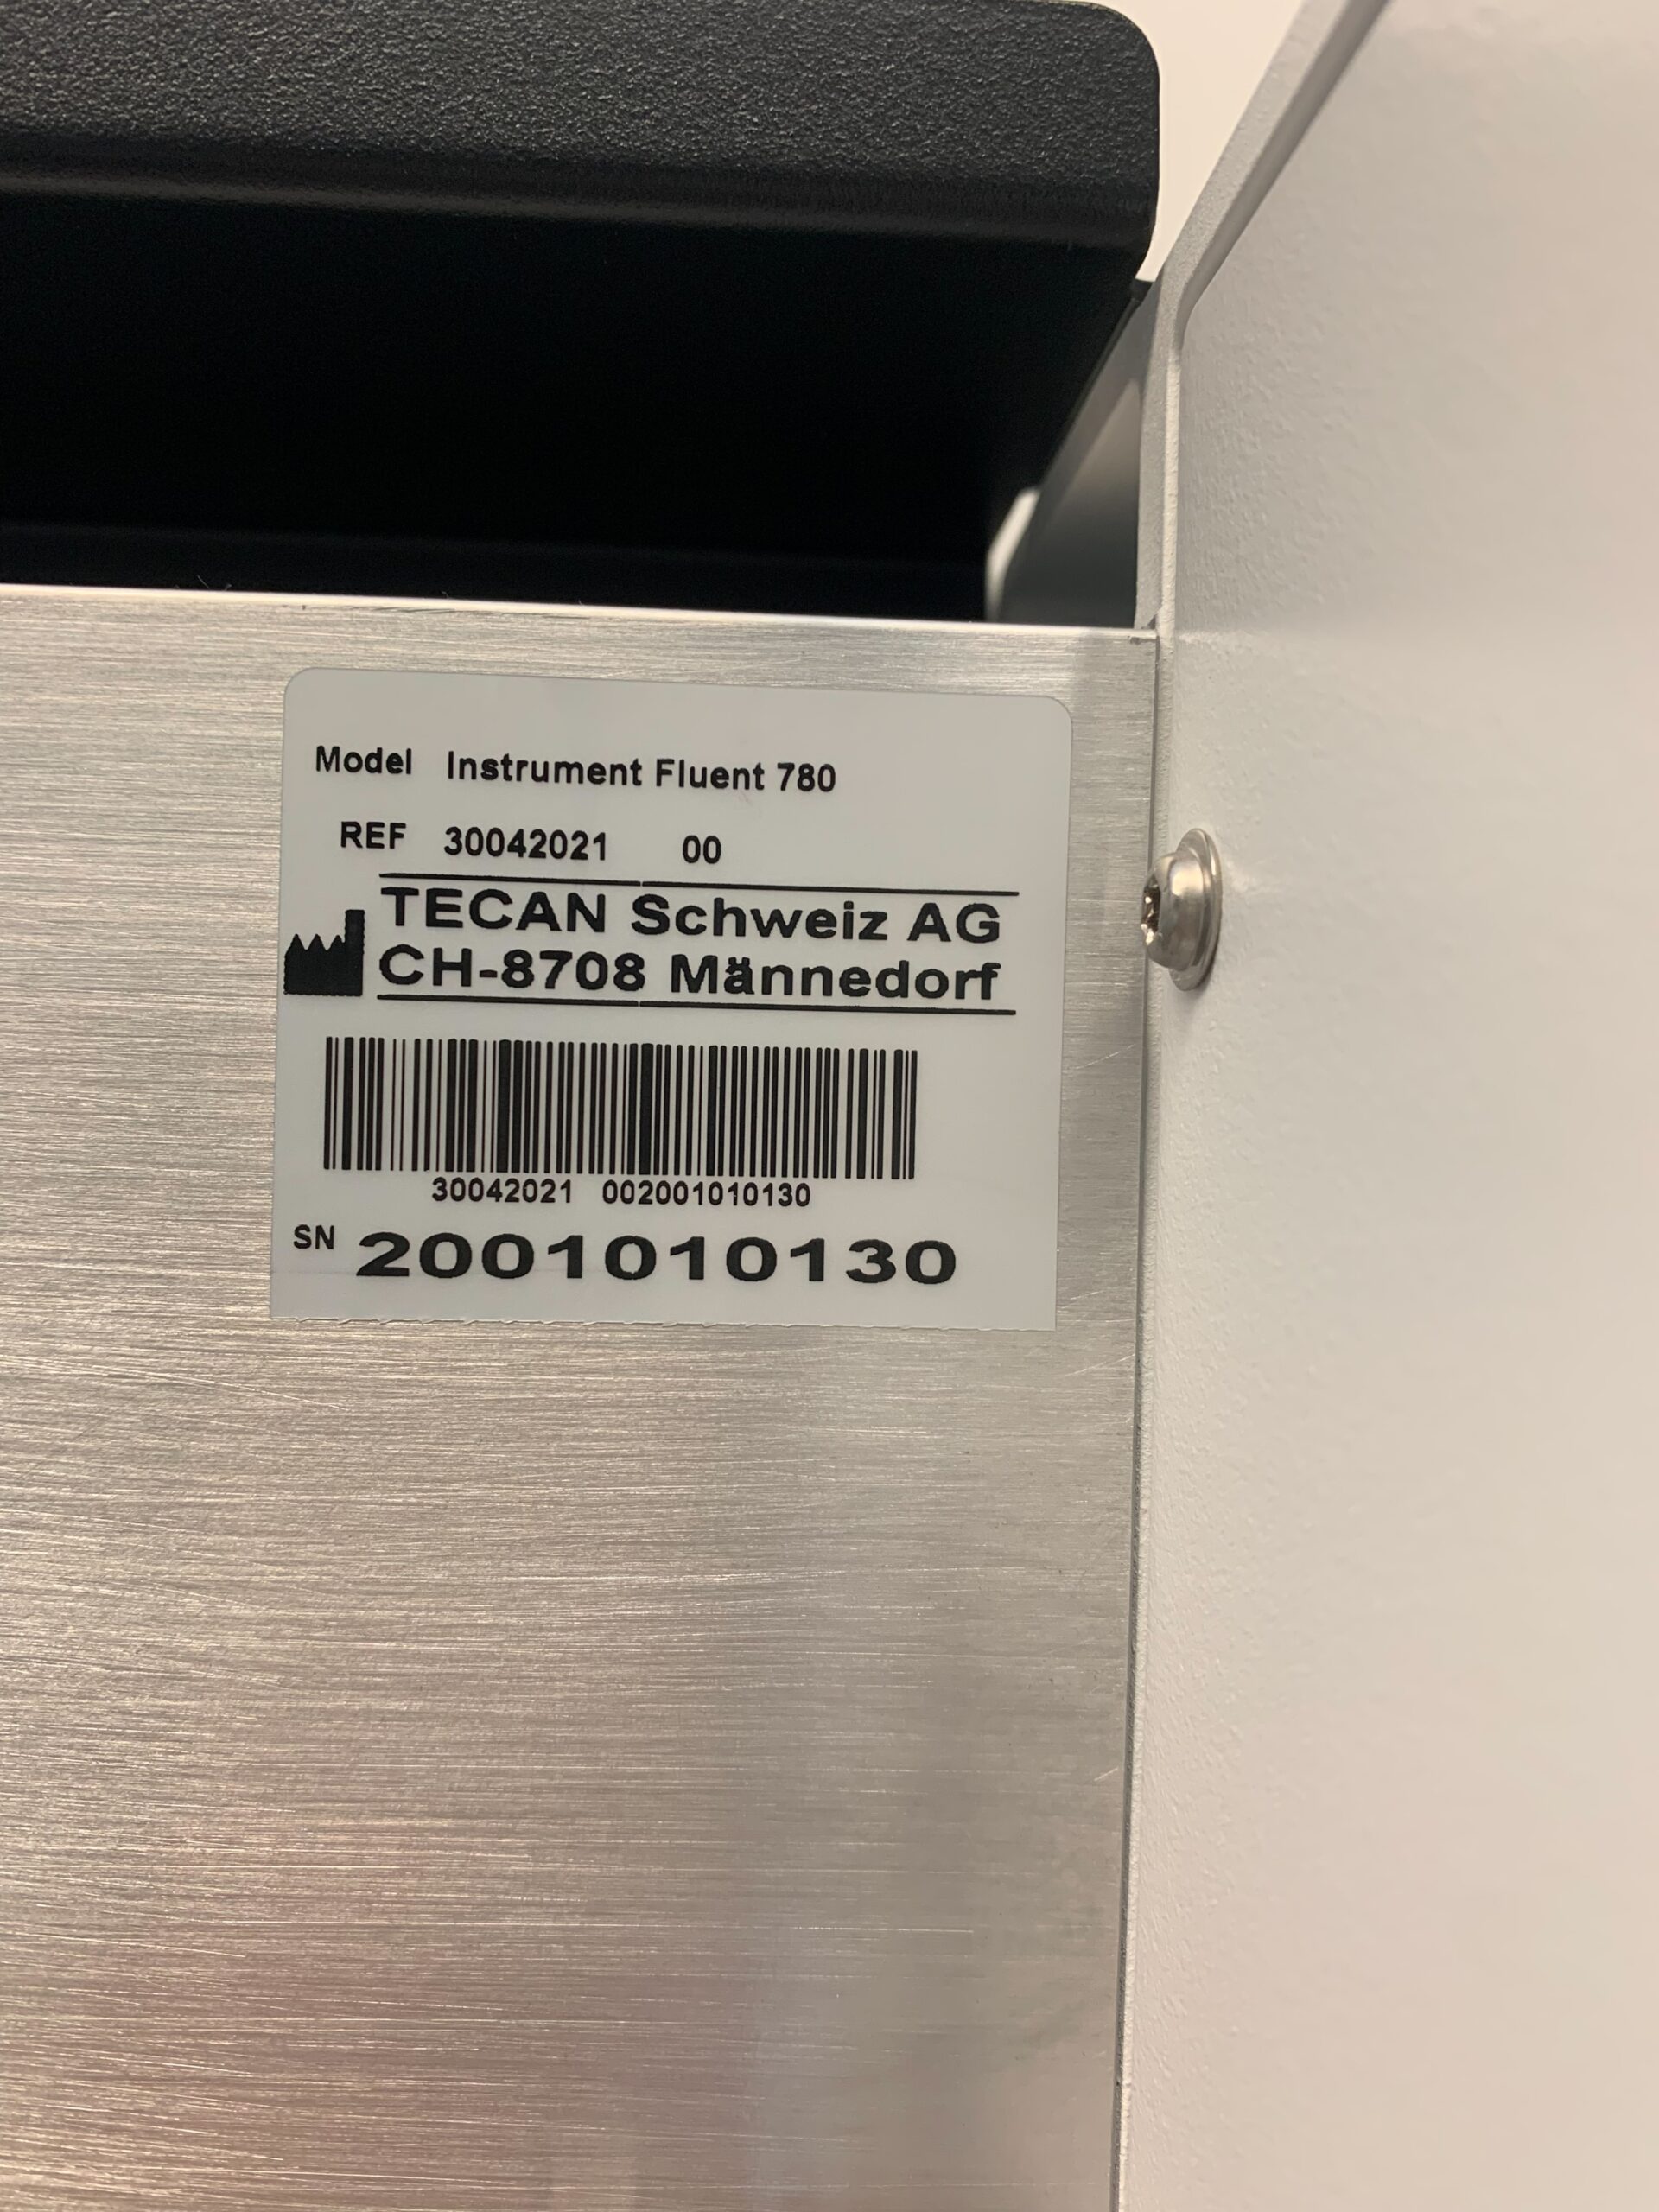 Model Instrument Fluent 780
REF 30042021 00
TECAN Schweiz AG
CH-8708 Männedorf
30042021 002001010130
SN 2001010130